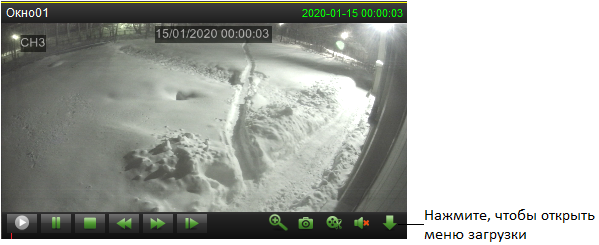 Окно01
2020-01-15 00:00:03
CH3
15/01/2020 00:00:03
Нажмите, чтобы открыть
меню загрузки